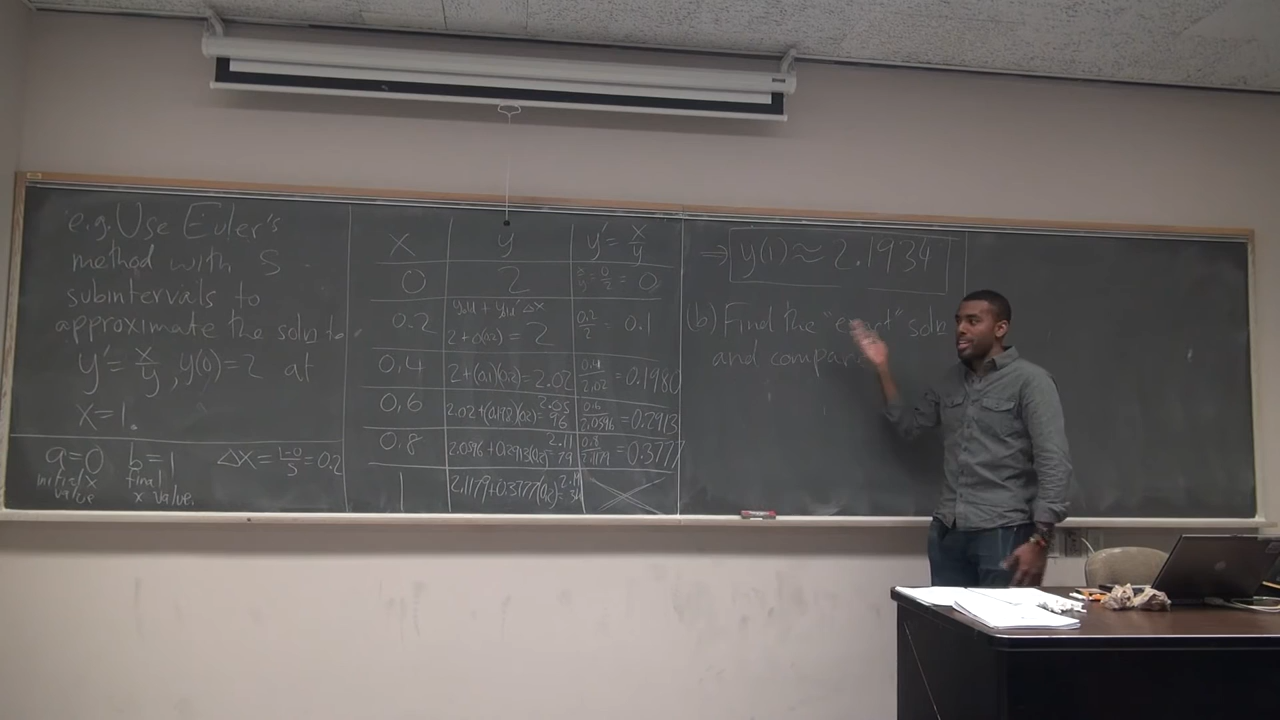 e.g. Use Euler's
method with 5
subintervals to
approximate the soln to
y' = x/y, y(0)=2 at
x=1.
a=0 b=1 Δx = 1-0/5 = 0.2
initial x final
value x value.
x y y' = x/y
0 2 x/y = 0/2 = 0
yold + yold' Δx
0.2 2+0(0.2) = 2 0.2/2 = 0.1
0.4 2+(0.1)(0.2) = 2.02 0.4/2.02 = 0.1980
0.6 2.02+(0.198)(0.2) = 2.0596 0.6/2.0596 = 0.2913
0.8 2.0596+0.2913(0.2) = 2.1179 0.8/2.1179 = 0.3777
1 2.1179+0.3777(0.2) = 2.1934
⇒ y(1) ≈ 2.1934
(b) Find the "exact" soln
and compare